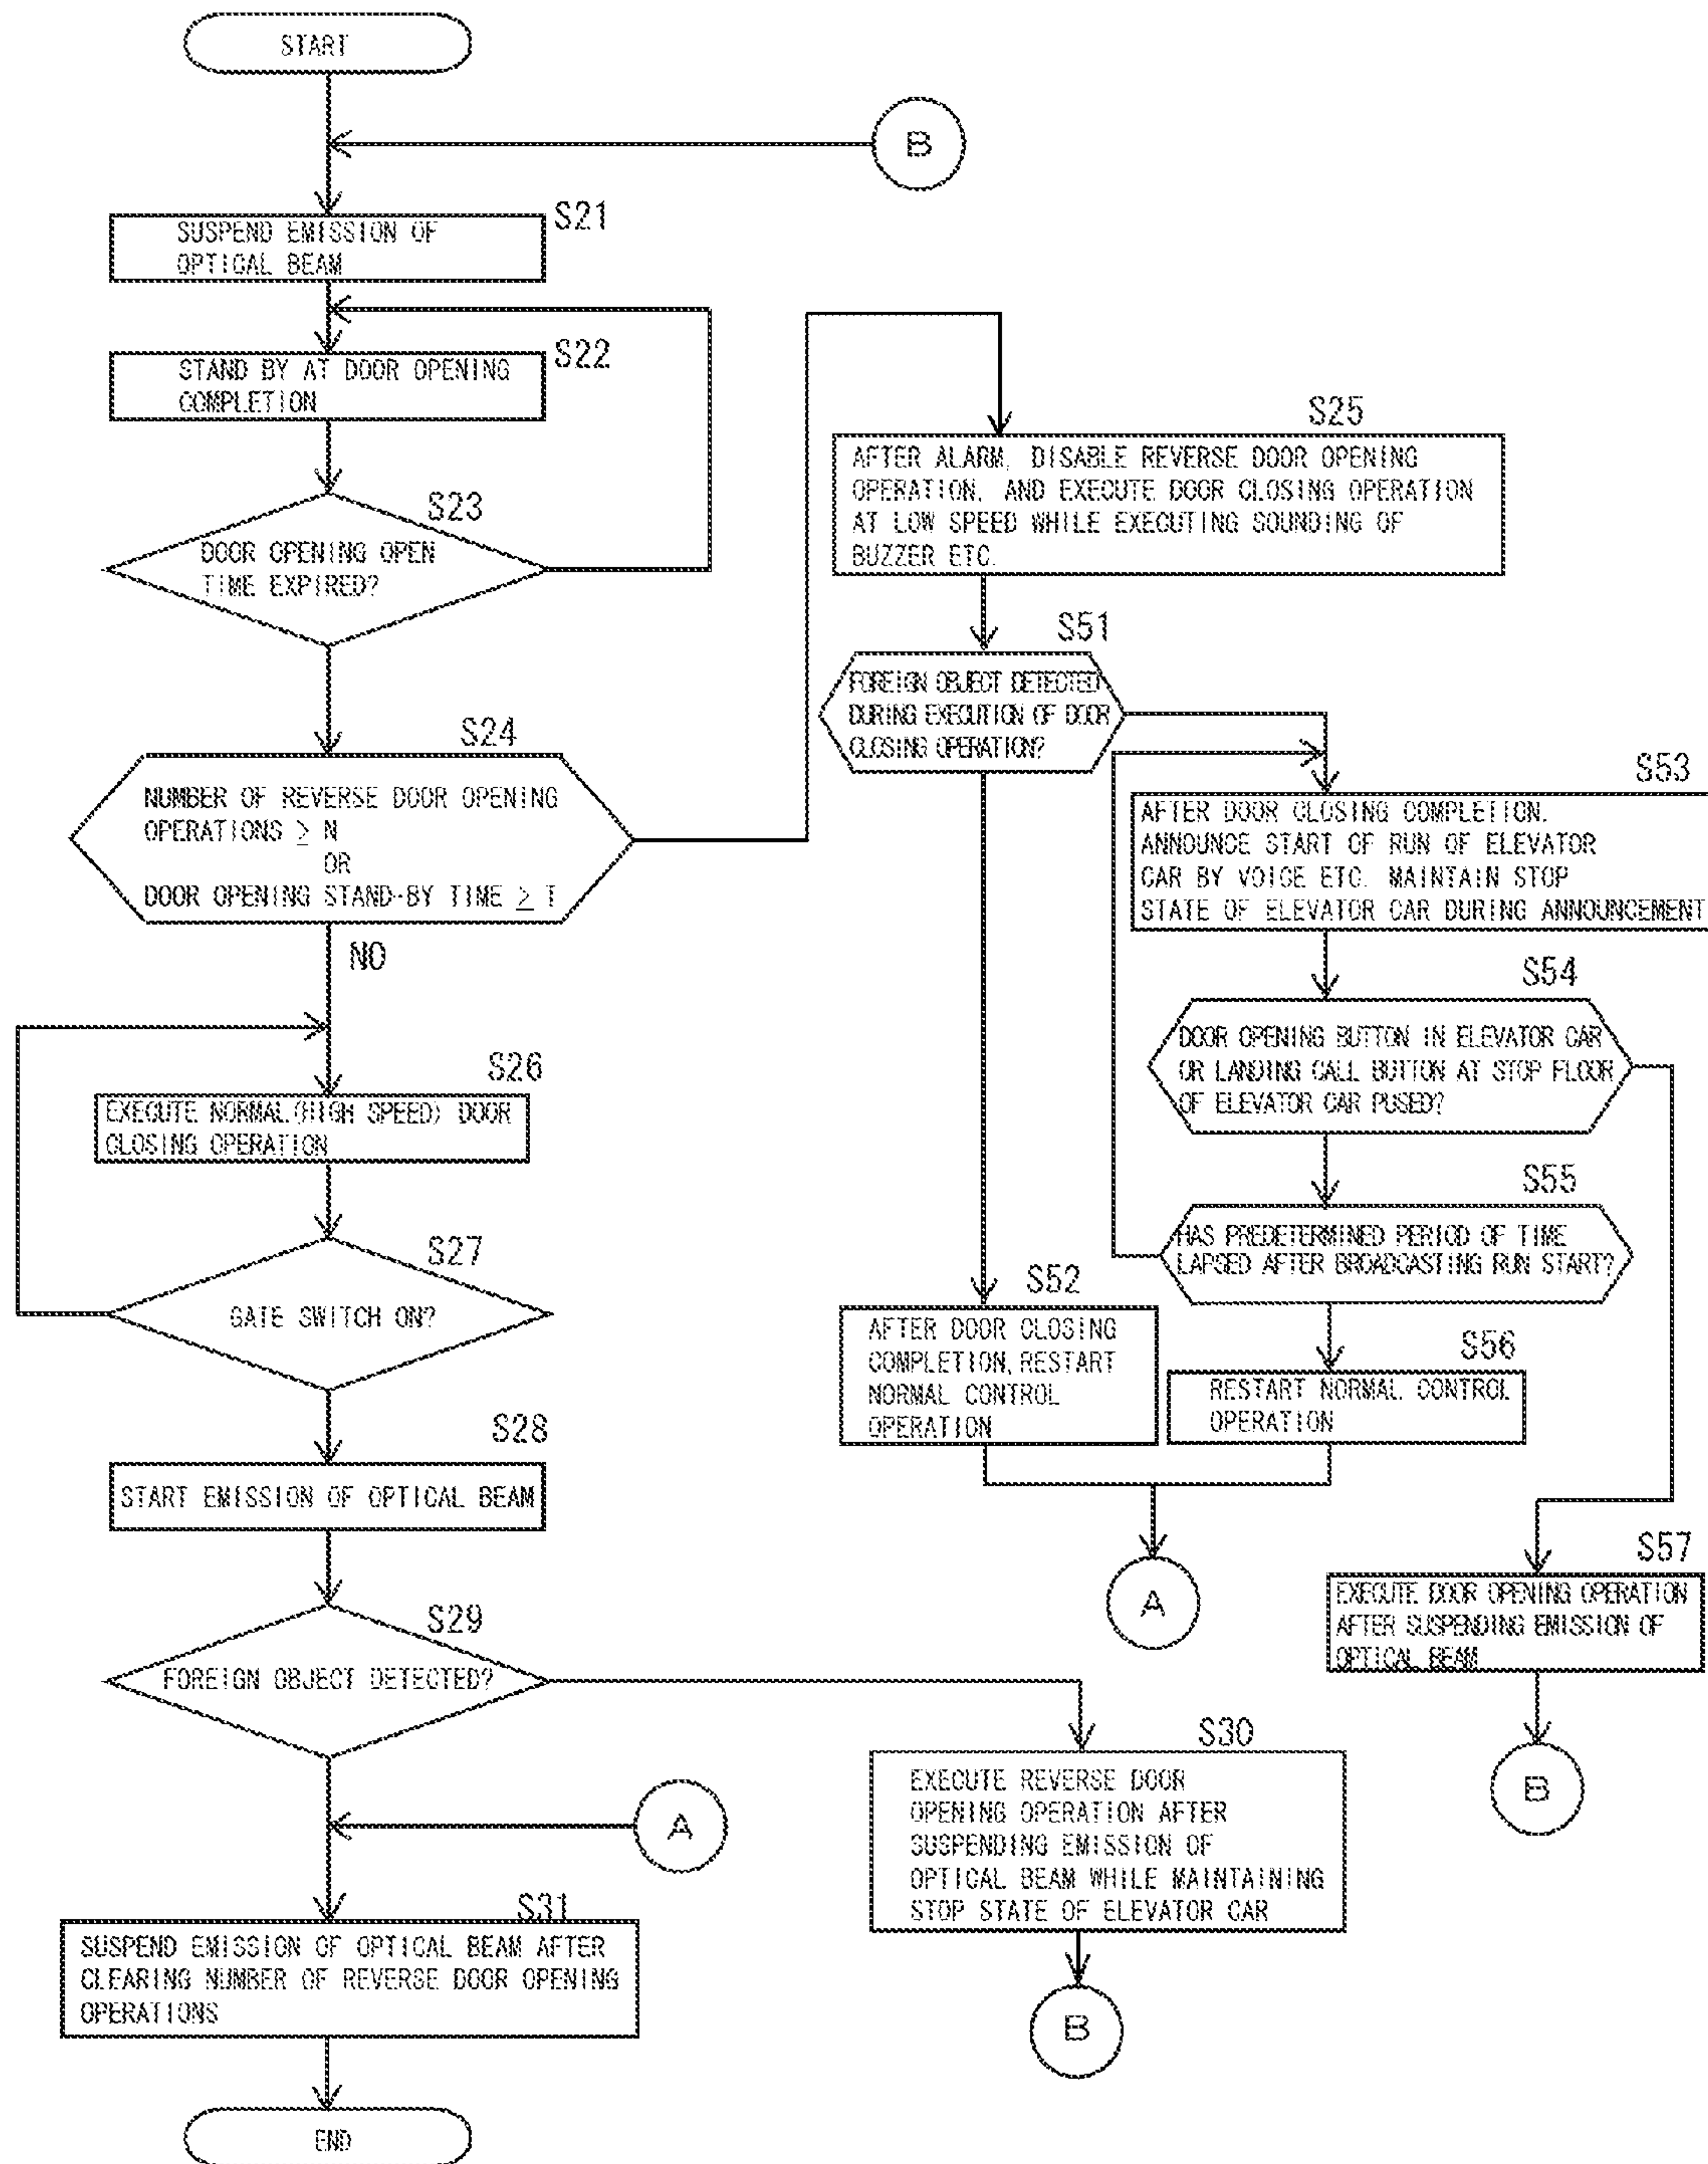 START
B
S21
SUSPEND EMISSION OF
OPTICAL BEAM
S22
STAND BY AT DOOR OPENING
COMPLETION
S23
DOOR OPENING OPEN
TIME EXPIRED?
S24
NUMBER OF REVERSE DOOR OPENING
OPERATIONS ≥ N
OR
DOOR OPENING STAND-BY TIME ≥ T
NO
S26
EXECUTE NORMAL (HIGH SPEED) DOOR
CLOSING OPERATION
S27
GATE SWITCH ON?
S28
START EMISSION OF OPTICAL BEAM
S29
FOREIGN OBJECT DETECTED?
A
S31
SUSPEND EMISSION OF OPTICAL BEAM AFTER
CLEARING NUMBER OF REVERSE DOOR OPENING
OPERATIONS
END
S25
AFTER ALARM, DISABLE REVERSE DOOR OPENING
OPERATION, AND EXECUTE DOOR CLOSING OPERATION
AT LOW SPEED WHILE EXECUTING SOUNDING OF
BUZZER ETC.
S51
FOREIGN OBJECT DETECTED
DURING EXECUTION OF DOOR
CLOSING OPERATION?
S53
AFTER DOOR CLOSING COMPLETION.
ANNOUNCE START OF RUN OF ELEVATOR
CAR BY VOICE ETC. MAINTAIN STOP
STATE OF ELEVATOR CAR DURING ANNOUNCEMENT
S54
DOOR OPENING BUTTON IN ELEVATOR CAR
OR LANDING CALL BUTTON AT STOP FLOOR
OF ELEVATOR CAR PUSED?
S55
HAS PREDETERMINED PERIOD OF TIME
LAPSED AFTER BROADCASTING RUN START?
S52
AFTER DOOR CLOSING
COMPLETION, RESTART
NORMAL CONTROL
OPERATION
S56
RESTART NORMAL CONTROL
OPERATION
A
S57
EXECUTE DOOR OPENING OPERATION
AFTER SUSPENDING EMISSION OF
OPTICAL BEAM
B
S30
EXECUTE REVERSE DOOR
OPENING OPERATION AFTER
SUSPENDING EMISSION OF
OPTICAL BEAM WHILE MAINTAINING
STOP STATE OF ELEVATOR CAR
B